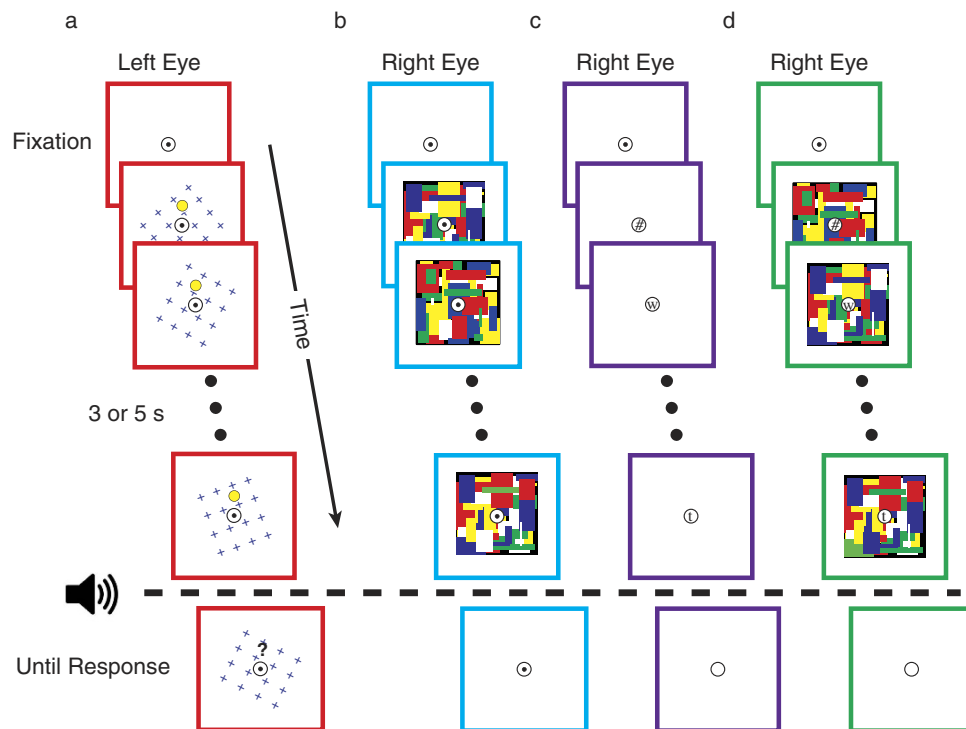 a b c d
Left Eye Right Eye Right Eye Right Eye
Fixation
# #
w w
Time
3 or 5 s
t t
?
Until Response